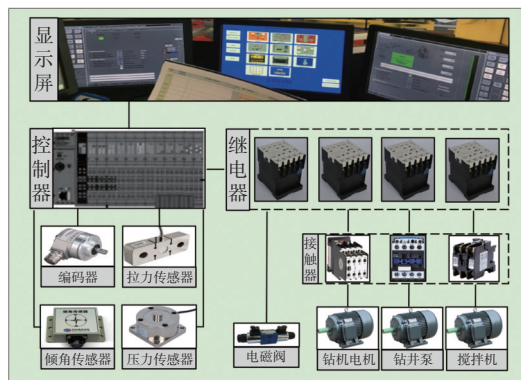 显示屏
控制器
继电器
编码器
拉力传感器
接触器
倾角传感器
压力传感器
电磁阀
钻机电机
钻井泵
搅拌机